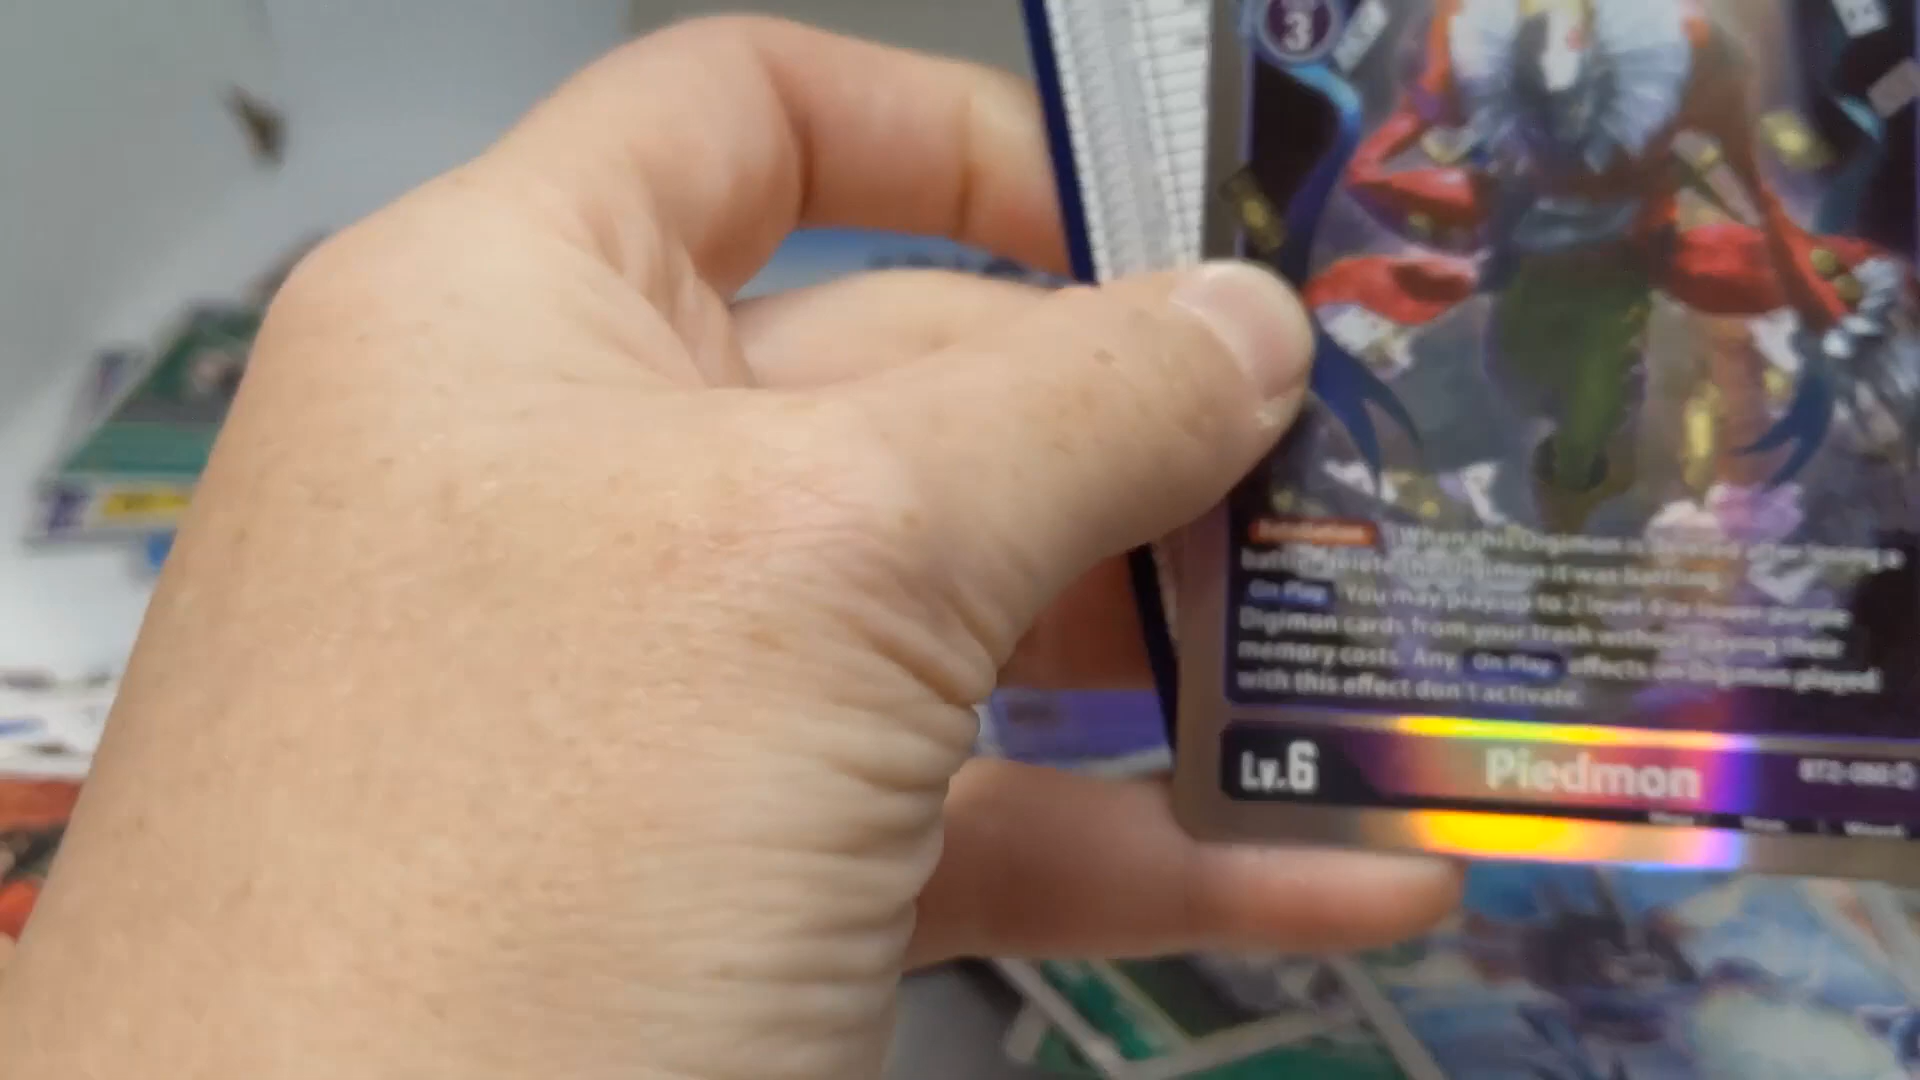 3
Retaliation (When this Digimon is deleted after losing a
battle, delete the Digimon it was battling.
On Play You may play up to 2 level 4 or lower purple
Digimon cards from your trash without paying their
memory costs. Any On Play effects on Digimon played
with this effect don't activate.
Lv.6 Piedmon